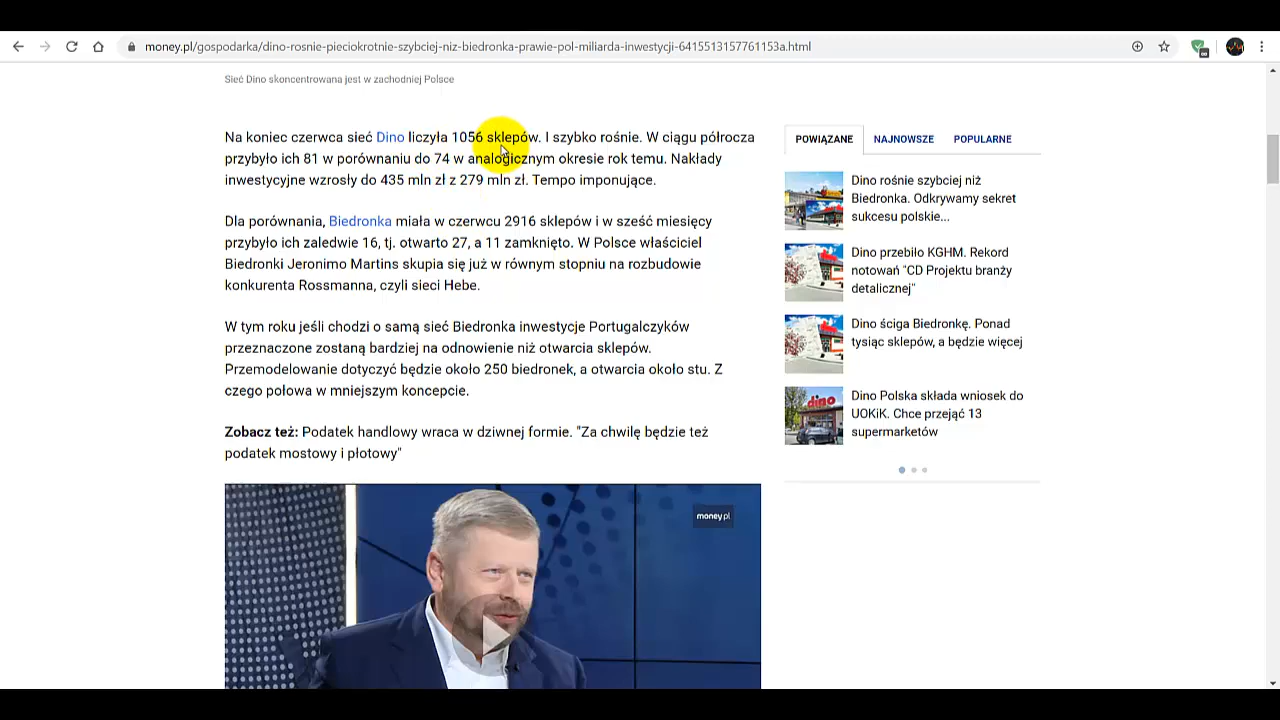 money.pl/gospodarka/dino-rosnie-pieciokrotnie-szybciej-niz-biedronka-prawie-pol-miliarda-inwestycji-6415513157761153a.html
Sieć Dino skoncentrowana jest w zachodniej Polsce
Na koniec czerwca sieć Dino liczyła 1056 sklepów. I szybko rośnie. W ciągu półrocza
przybyło ich 81 w porównaniu do 74 w analogicznym okresie rok temu. Nakłady
inwestycyjne wzrosły do 435 mln zł z 279 mln zł. Tempo imponujące.
Dla porównania, Biedronka miała w czerwcu 2916 sklepów i w sześć miesięcy
przybyło ich zaledwie 16, tj. otwarto 27, a 11 zamknięto. W Polsce właściciel
Biedronki Jeronimo Martins skupia się już w równym stopniu na rozbudowie
konkurenta Rossmanna, czyli sieci Hebe.
W tym roku jeśli chodzi o samą sieć Biedronka inwestycje Portugalczyków
przeznaczone zostaną bardziej na odnowienie niż otwarcia sklepów.
Przemodelowanie dotyczyć będzie około 250 biedronek, a otwarcia około stu. Z
czego połowa w mniejszym koncepcie.
Zobacz też: Podatek handlowy wraca w dziwnej formie. "Za chwilę będzie też
podatek mostowy i płotowy"
money.pl
POWIĄZANE NAJNOWSZE POPULARNE
Dino rośnie szybciej niż
Biedronka. Odkrywamy sekret
sukcesu polskie...
Dino przebiło KGHM. Rekord
notowań "CD Projektu branży
detalicznej"
Dino ściga Biedronkę. Ponad
tysiąc sklepów, a będzie więcej
dino
Dino Polska składa wniosek do
UOKiK. Chce przejąć 13
supermarketów